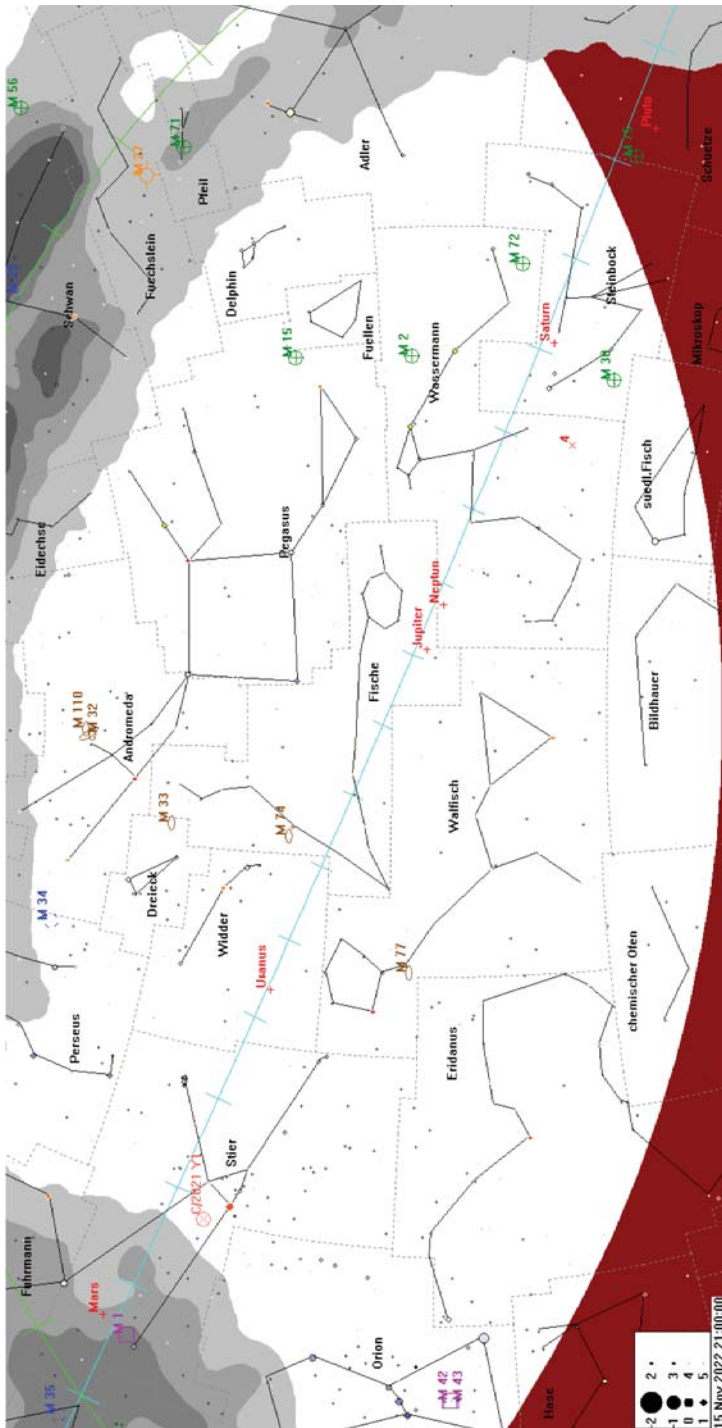 M 56
Fuhrmann
Eidechse
M 34
M 35
Schwan
Perseus
M 110
M 32
Mars
M 1
Andromeda
Dreieck
Fuechslein
M 33
M 71
C/2021 Y1
Pfeil
Widder
Stier
Delphin
Uranus
M 74
Pegasus
M 15
Adler
Fuellen
Fische
Orion
M 77
M 2
Jupiter
Neptun
Wassermann
M 42
Eridanus
Walfisch
M 43
M 72
Saturn
Hase
4
M 30
Steinbock
M 75
chemischer Ofen
Pluto
suedl.Fisch
Bildhauer
-2 2
-1 3
0 4
1 5
Mikroskop
Schuetze
Nov 2022 21:00:00